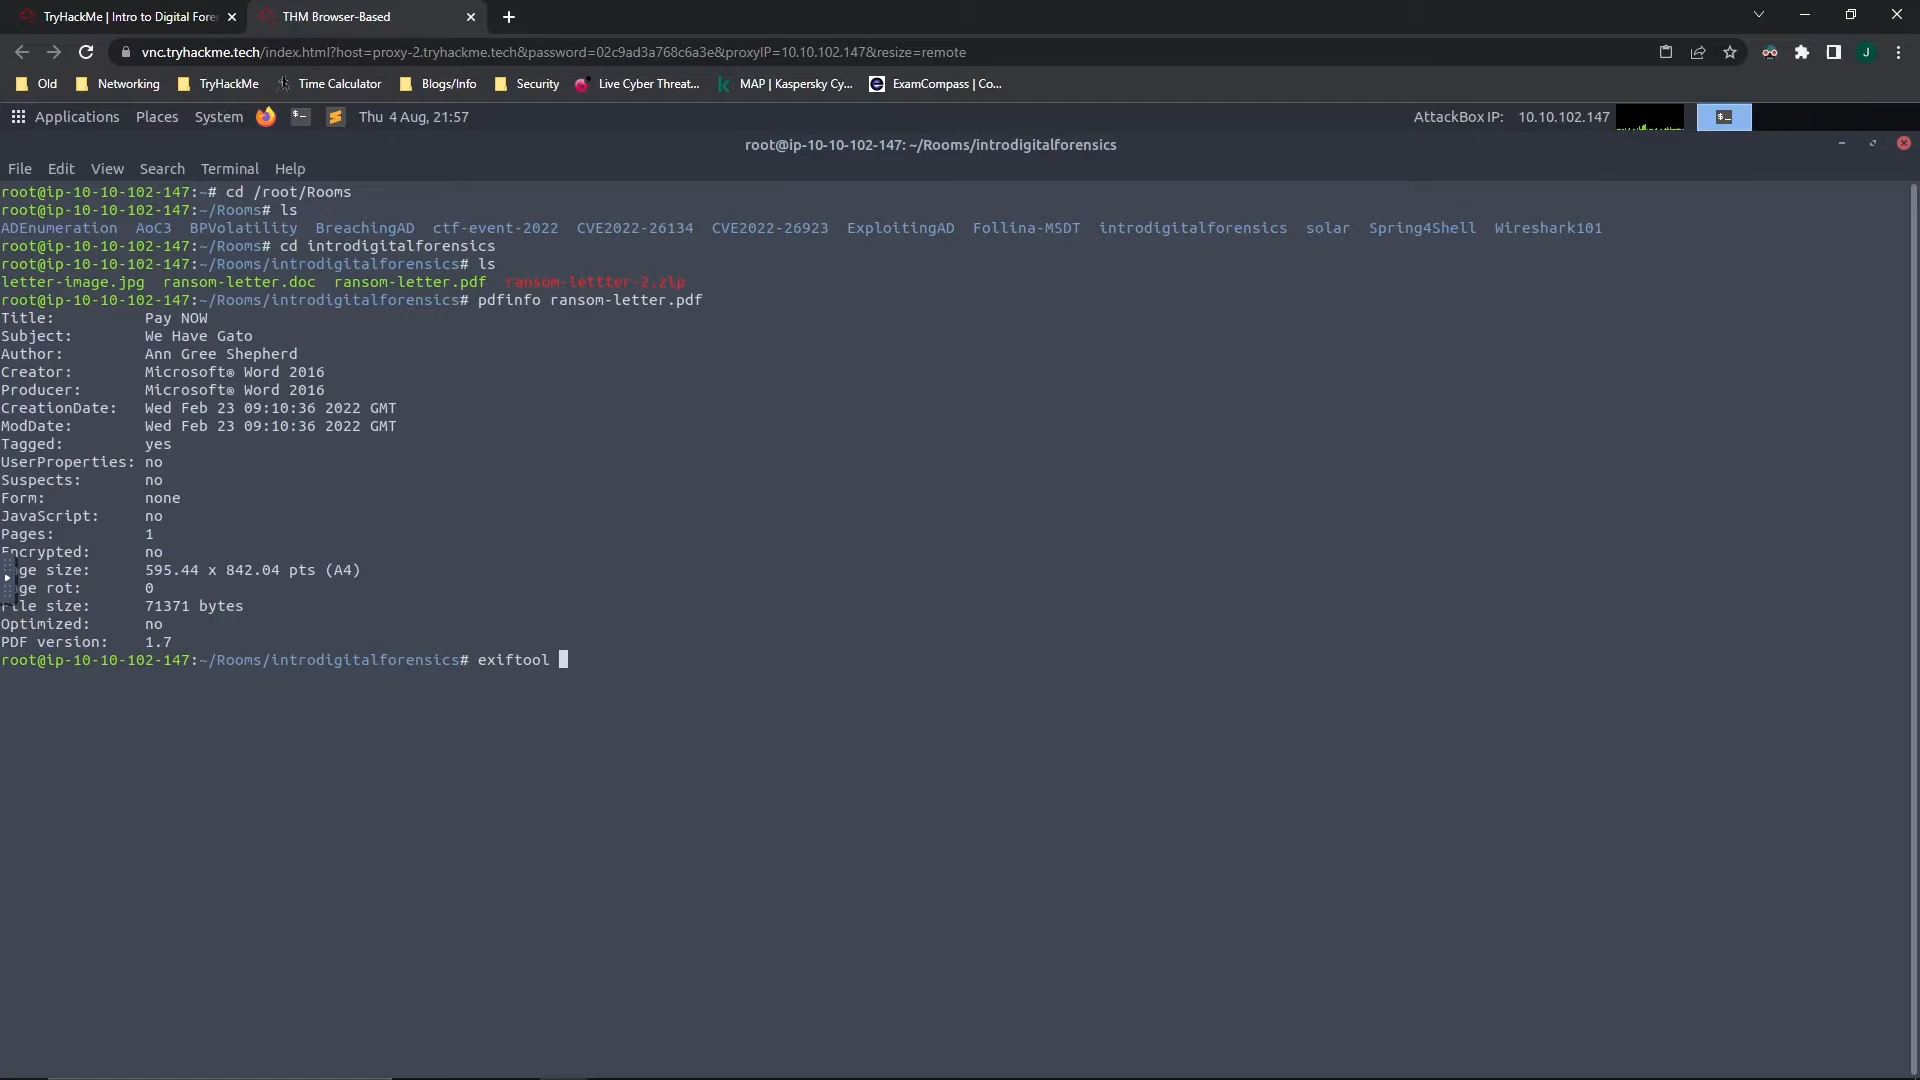 TryHackMe | Intro to Digital Fore
THM Browser-Based
vnc.tryhackme.tech/index.html?host=proxy-2.tryhackme.tech&password=02c9ad3a768c6a3e&proxyIP=10.10.102.147&resize=remote
J
Old Networking TryHackMe Time Calculator Blogs/Info Security Live Cyber Threat... MAP | Kaspersky Cy... ExamCompass | Co...
Applications Places System Thu 4 Aug, 21:57 AttackBox IP: 10.10.102.147
root@ip-10-10-102-147: ~/Rooms/introdigitalforensics
File Edit View Search Terminal Help
root@ip-10-10-102-147:~# cd /root/Rooms
root@ip-10-10-102-147:~/Rooms# ls
ADEnumeration AoC3 BPVolatility BreachingAD ctf-event-2022 CVE2022-26134 CVE2022-26923 ExploitingAD Follina-MSDT introdigitalforensics solar Spring4Shell Wireshark101
root@ip-10-10-102-147:~/Rooms# cd introdigitalforensics
root@ip-10-10-102-147:~/Rooms/introdigitalforensics# ls
letter-image.jpg ransom-letter.doc ransom-letter.pdf ransom-lettter-2.zip
root@ip-10-10-102-147:~/Rooms/introdigitalforensics# pdfinfo ransom-letter.pdf
Title: Pay NOW
Subject: We Have Gato
Author: Ann Gree Shepherd
Creator: Microsoft® Word 2016
Producer: Microsoft® Word 2016
CreationDate: Wed Feb 23 09:10:36 2022 GMT
ModDate: Wed Feb 23 09:10:36 2022 GMT
Tagged: yes
UserProperties: no
Suspects: no
Form: none
JavaScript: no
Pages: 1
Encrypted: no
ge size: 595.44 x 842.04 pts (A4)
ge rot: 0
File size: 71371 bytes
Optimized: no
PDF version: 1.7
root@ip-10-10-102-147:~/Rooms/introdigitalforensics# exiftool